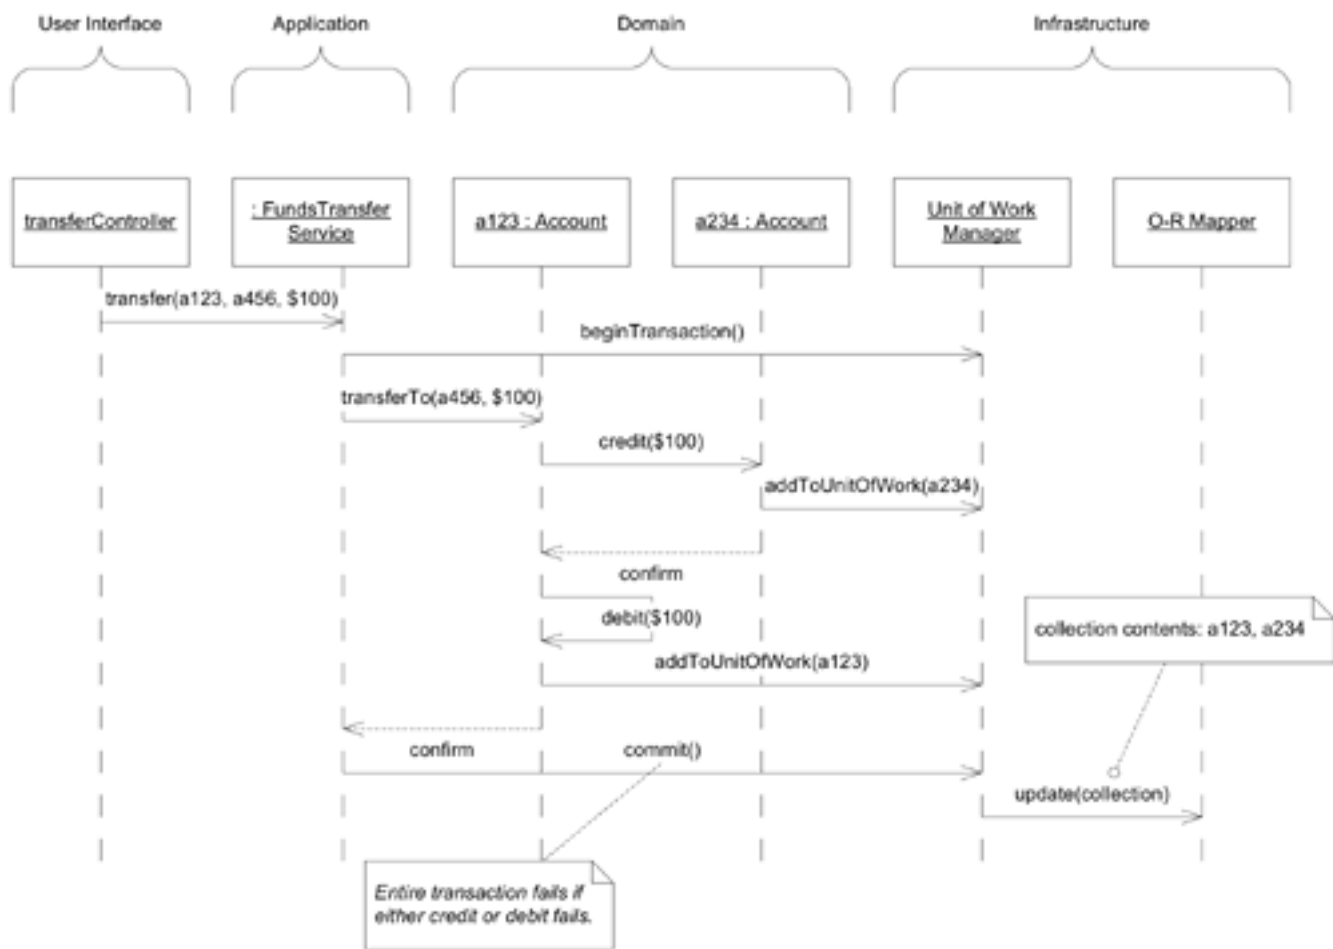 User Interface
Application
Domain
Infrastructure
transferController
: FundsTransfer
Service
a123 : Account
a234 : Account
Unit of Work
Manager
O-R Mapper
transfer(a123, a456, $100)
beginTransaction()
transferTo(a456, $100)
credit($100)
addToUnitOfWork(a234)
confirm
debit($100)
collection contents: a123, a234
addToUnitOfWork(a123)
confirm
commit()
update(collection)
Entire transaction fails if
either credit or debit fails.